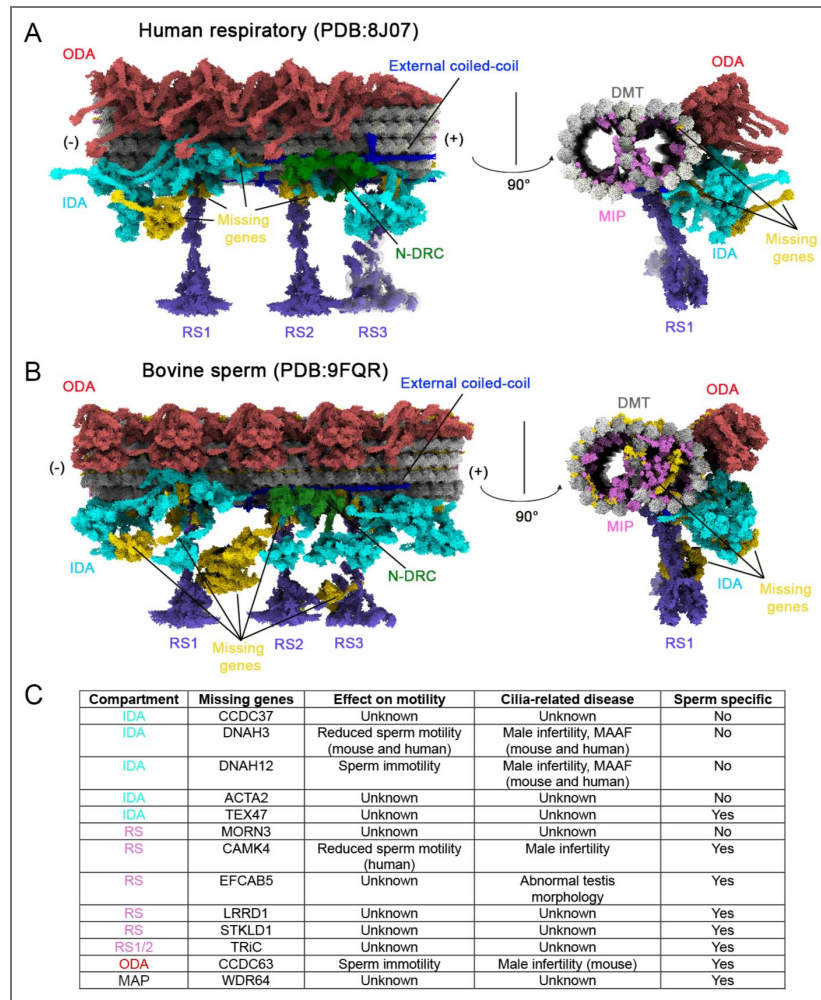 A
Human respiratory (PDB:8J07)
ODA
External coiled-coil
(-)
(+)
IDA
Missing
genes
N-DRC
RS1
RS2
RS3
90°
DMT
ODA
MIP
IDA
Missing
genes
RS1
B
Bovine sperm (PDB:9FQR)
ODA
External coiled-coil
(-)
(+)
IDA
N-DRC
RS1
Missing
genes
RS2
RS3
90°
DMT
ODA
MIP
IDA
Missing
genes
RS1
C
Compartment Missing genes Effect on motility Cilia-related disease Sperm specific
IDA CCDC37 Unknown Unknown No
IDA DNAH3 Reduced sperm motility Male infertility, MAAF No
(mouse and human) (mouse and human)
IDA DNAH12 Sperm immotility Male infertility, MAAF No
(mouse and human)
IDA ACTA2 Unknown Unknown No
IDA TEX47 Unknown Unknown Yes
RS MORN3 Unknown Unknown No
RS CAMK4 Reduced sperm motility Male infertility Yes
(human)
RS EFCAB5 Unknown Abnormal testis Yes
morphology
RS LRRD1 Unknown Unknown Yes
RS STKLD1 Unknown Unknown Yes
RS1/2 TRiC Unknown Unknown Yes
ODA CCDC63 Sperm immotility Male infertility (mouse) Yes
MAP WDR64 Unknown Unknown Yes